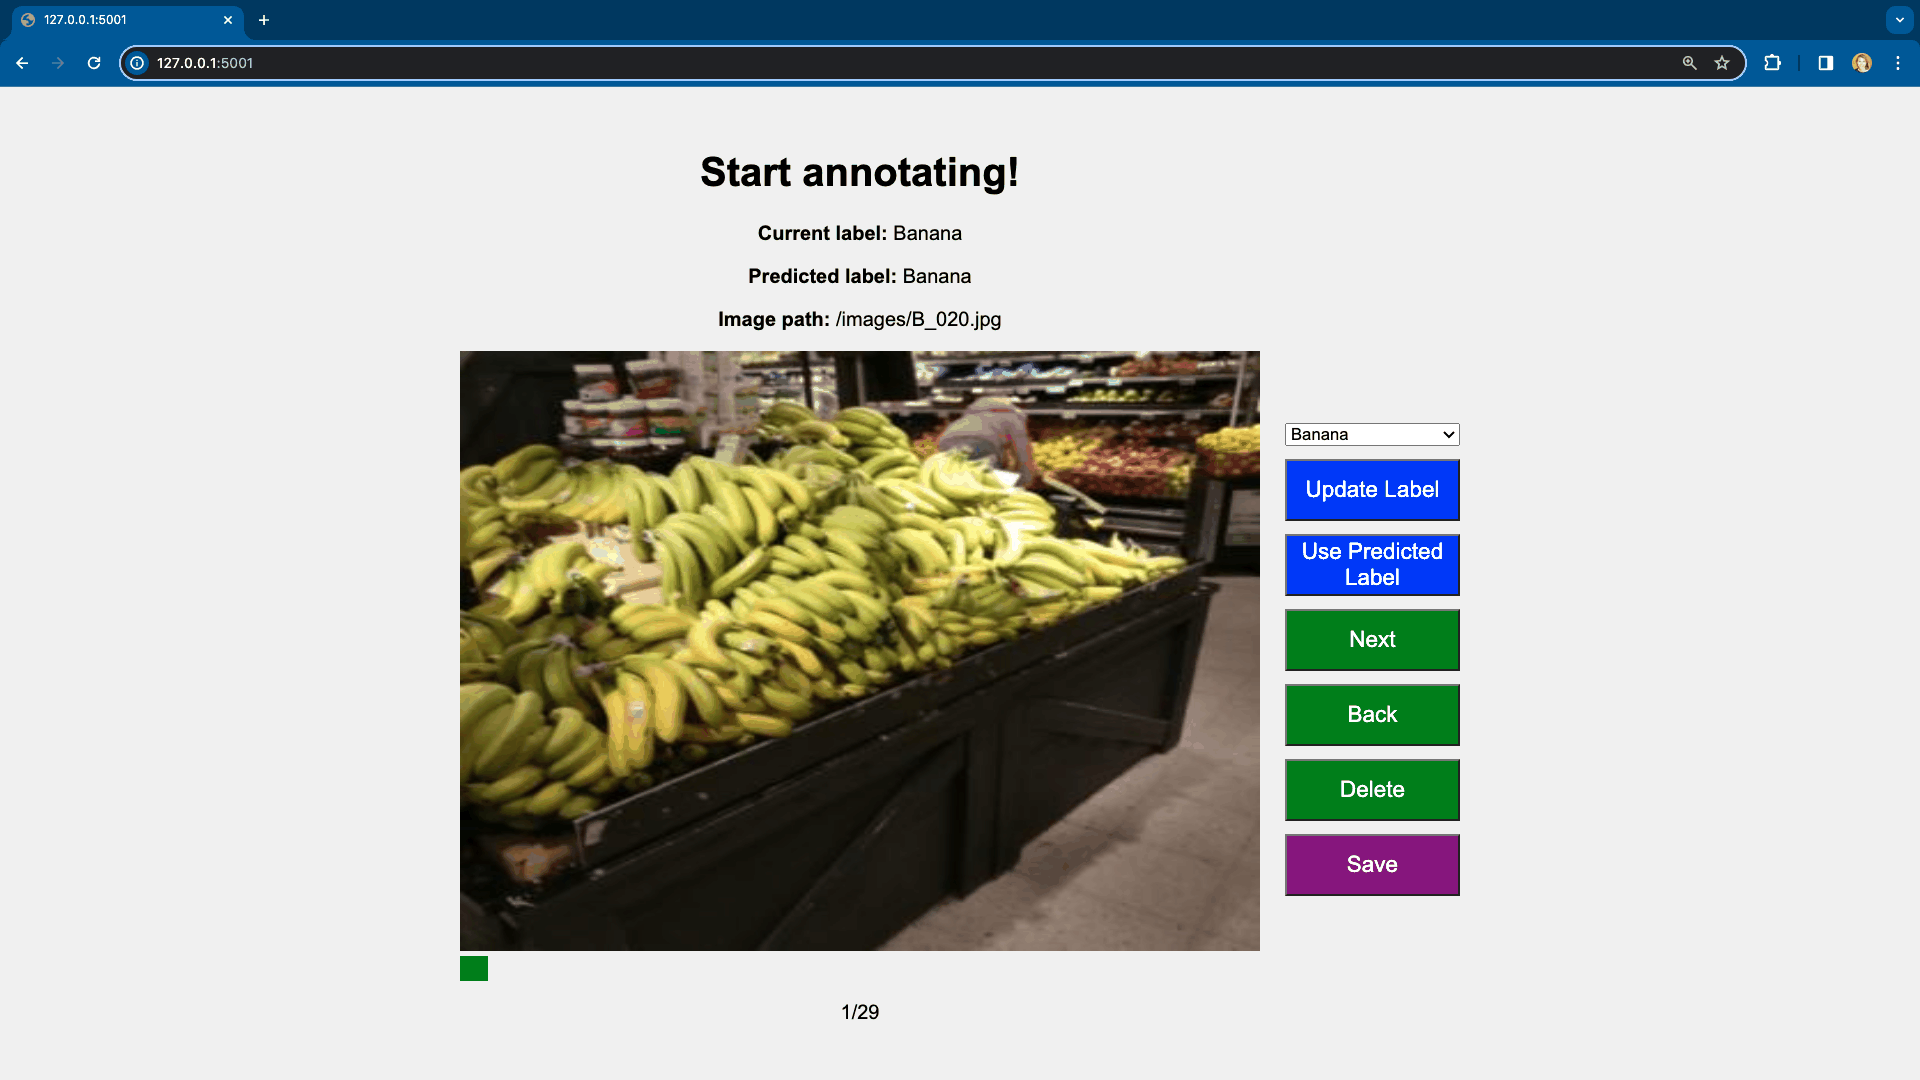 127.0.0.1:5001
127.0.0.1:5001
Start annotating!
Current label: Banana
Predicted label: Banana
Image path: /images/B_020.jpg
Banana
Update Label
Use Predicted
Label
Next
Back
Delete
Save
1/29